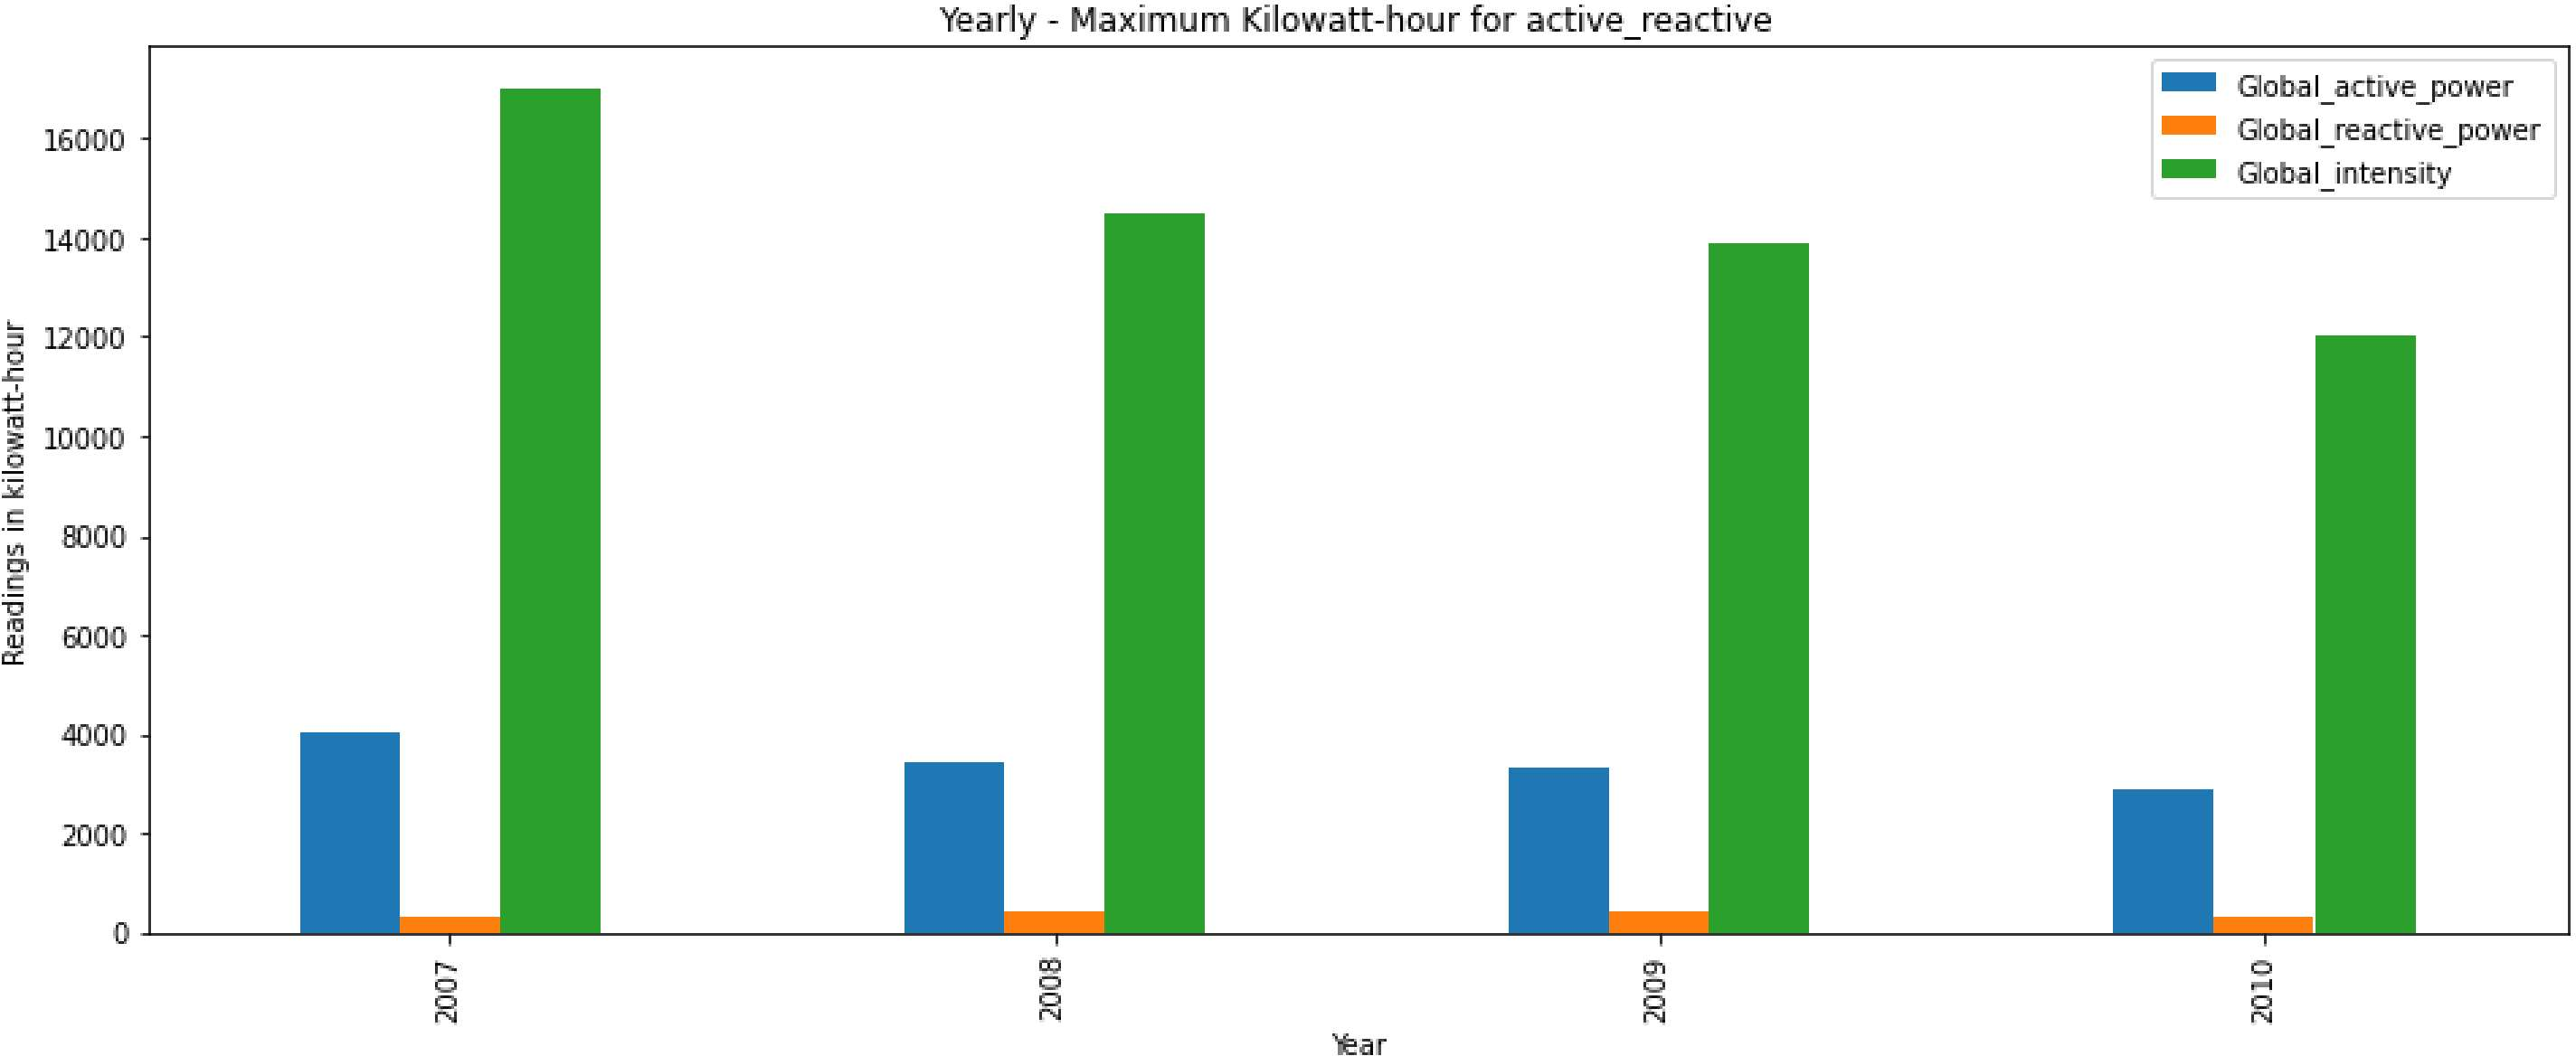 Yearly - Maximum Kilowatt-hour for active_reactive
Global_active_power
Global_reactive_power
Global_intensity
Readings in kilowatt-hour
16000
14000
12000
10000
8000
6000
4000
2000
0
2007
2008
2009
2010
Year